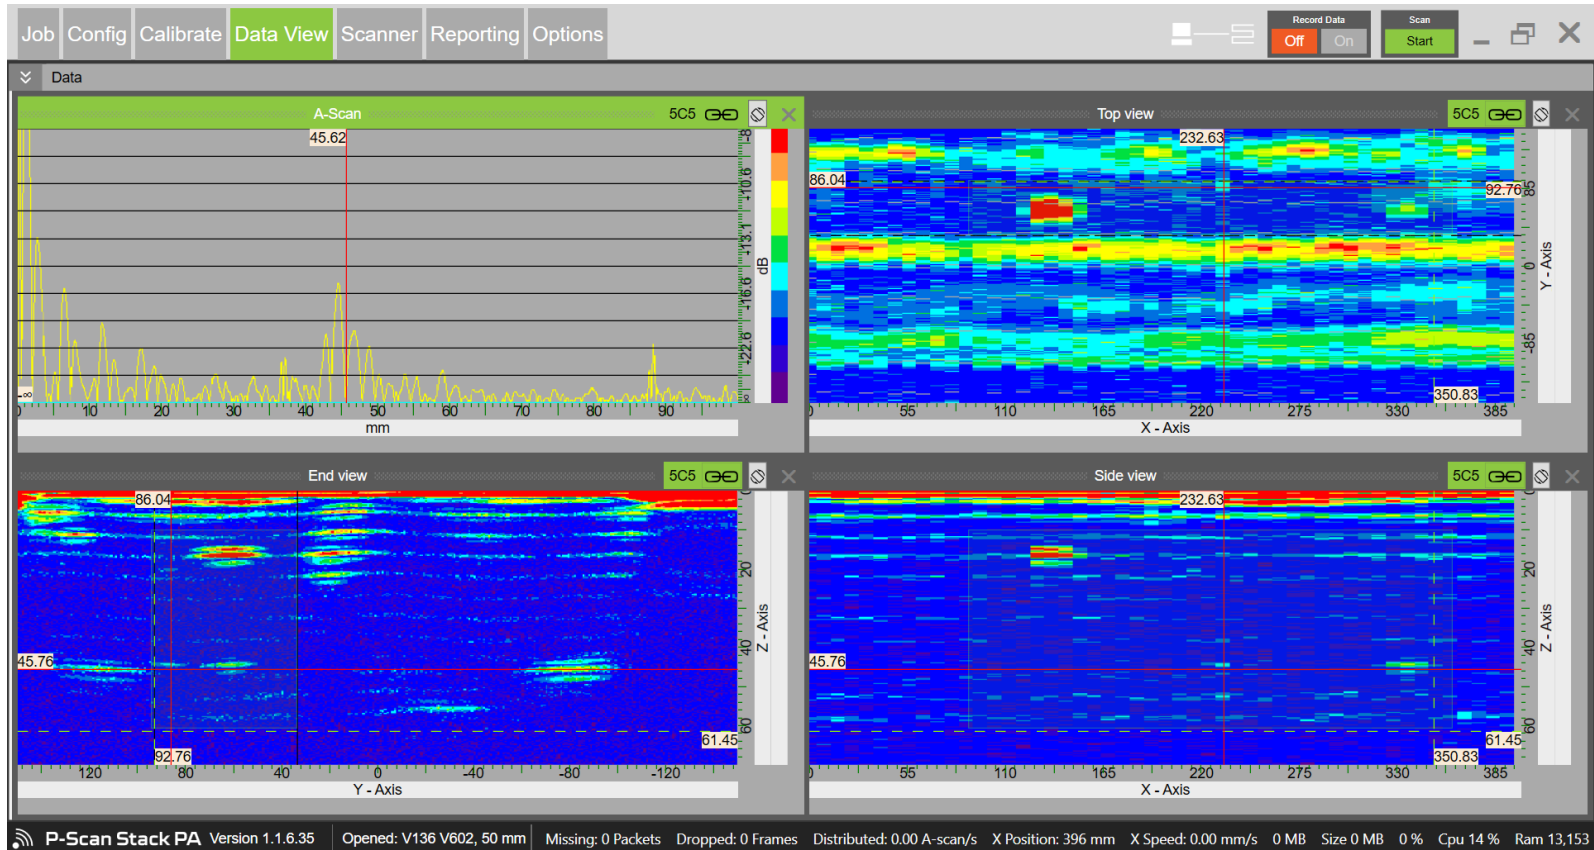 Job Config Calibrate Data View Scanner Reporting Options
Record Data
Off On
Scan
Start
Data
A-Scan 5C5
45.62
-8
+10.6
+13.1
+16.6
+22.6
dB
-∞
0 10 20 30 40 50 60 70 80 90
mm
Top view 5C5
232.63
86.04
92.76
85
0
-85
Y - Axis
350.83
0 55 110 165 220 275 330 385
X - Axis
End view 5C5
86.04
45.76
61.45
92.76
0
20
40
60
Z - Axis
120 80 40 0 -40 -80 -120
Y - Axis
Side view 5C5
232.63
45.76
61.45
350.83
0
20
40
60
Z - Axis
0 55 110 165 220 275 330 385
X - Axis
P-Scan Stack PA Version 1.1.6.35 Opened: V136 V602, 50 mm Missing: 0 Packets Dropped: 0 Frames Distributed: 0.00 A-scan/s X Position: 396 mm X Speed: 0.00 mm/s 0 MB Size 0 MB 0 % Cpu 14 % Ram 13,153